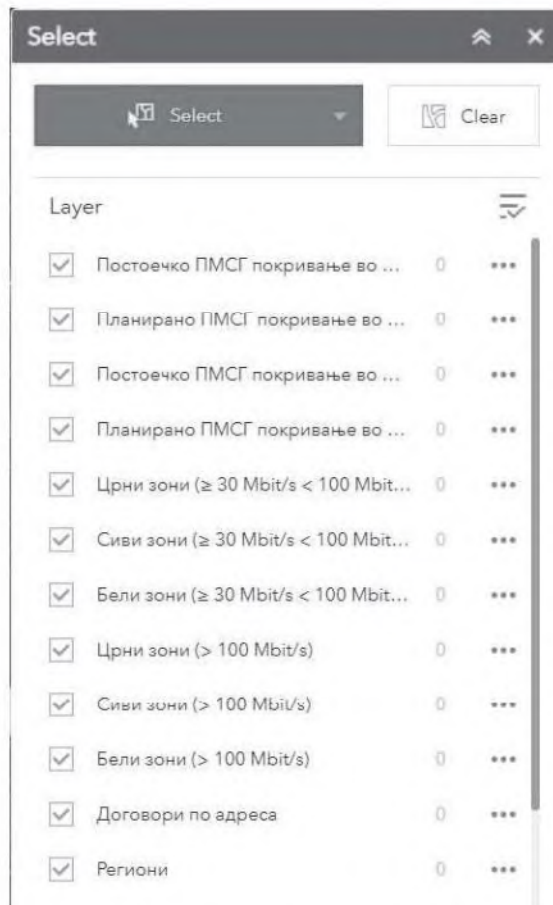 Select
Select Clear
Layer
Постоечко ПМСГ покривање во ... 0
Планирано ПМСГ покривање во ... 0
Постоечко ПМСГ покривање во ... 0
Планирано ПМСГ покривање во ... 0
Црни зони (≥ 30 Mbit/s < 100 Mbit... 0
Сиви зони (≥ 30 Mbit/s < 100 Mbit... 0
Бели зони (≥ 30 Mbit/s < 100 Mbit... 0
Црни зони (> 100 Mbit/s) 0
Сиви зони (> 100 Mbit/s) 0
Бели зони (> 100 Mbit/s) 0
Договори по адреса 0
Региони 0